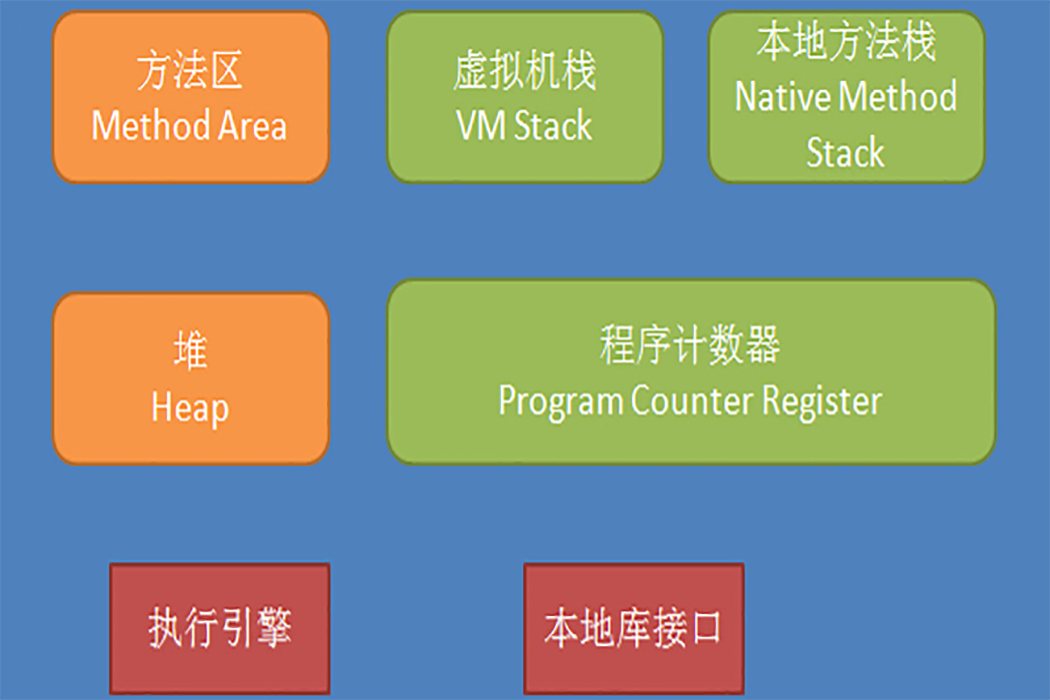 方法区
Method Area
虚拟机栈
VM Stack
本地方法栈
Native Method
Stack
堆
Heap
程序计数器
Program Counter Register
执行引擎
本地库接口